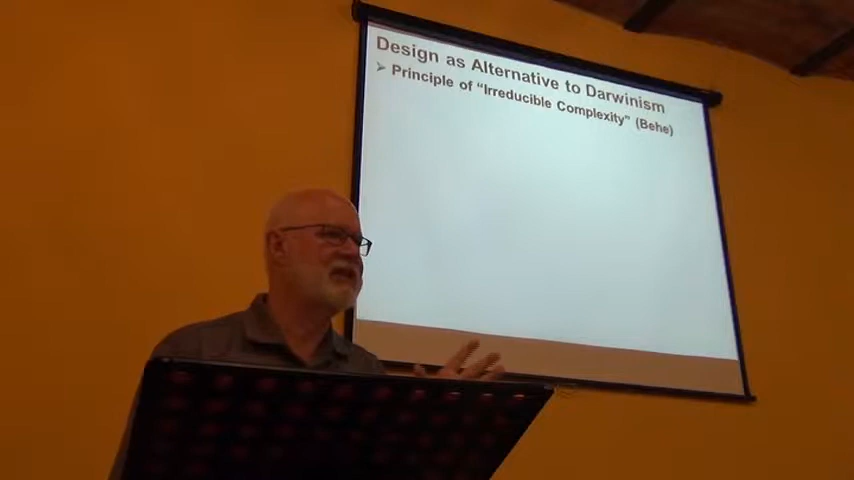 Design as Alternative to Darwinism
➢ Principle of “Irreducible Complexity” (Behe)